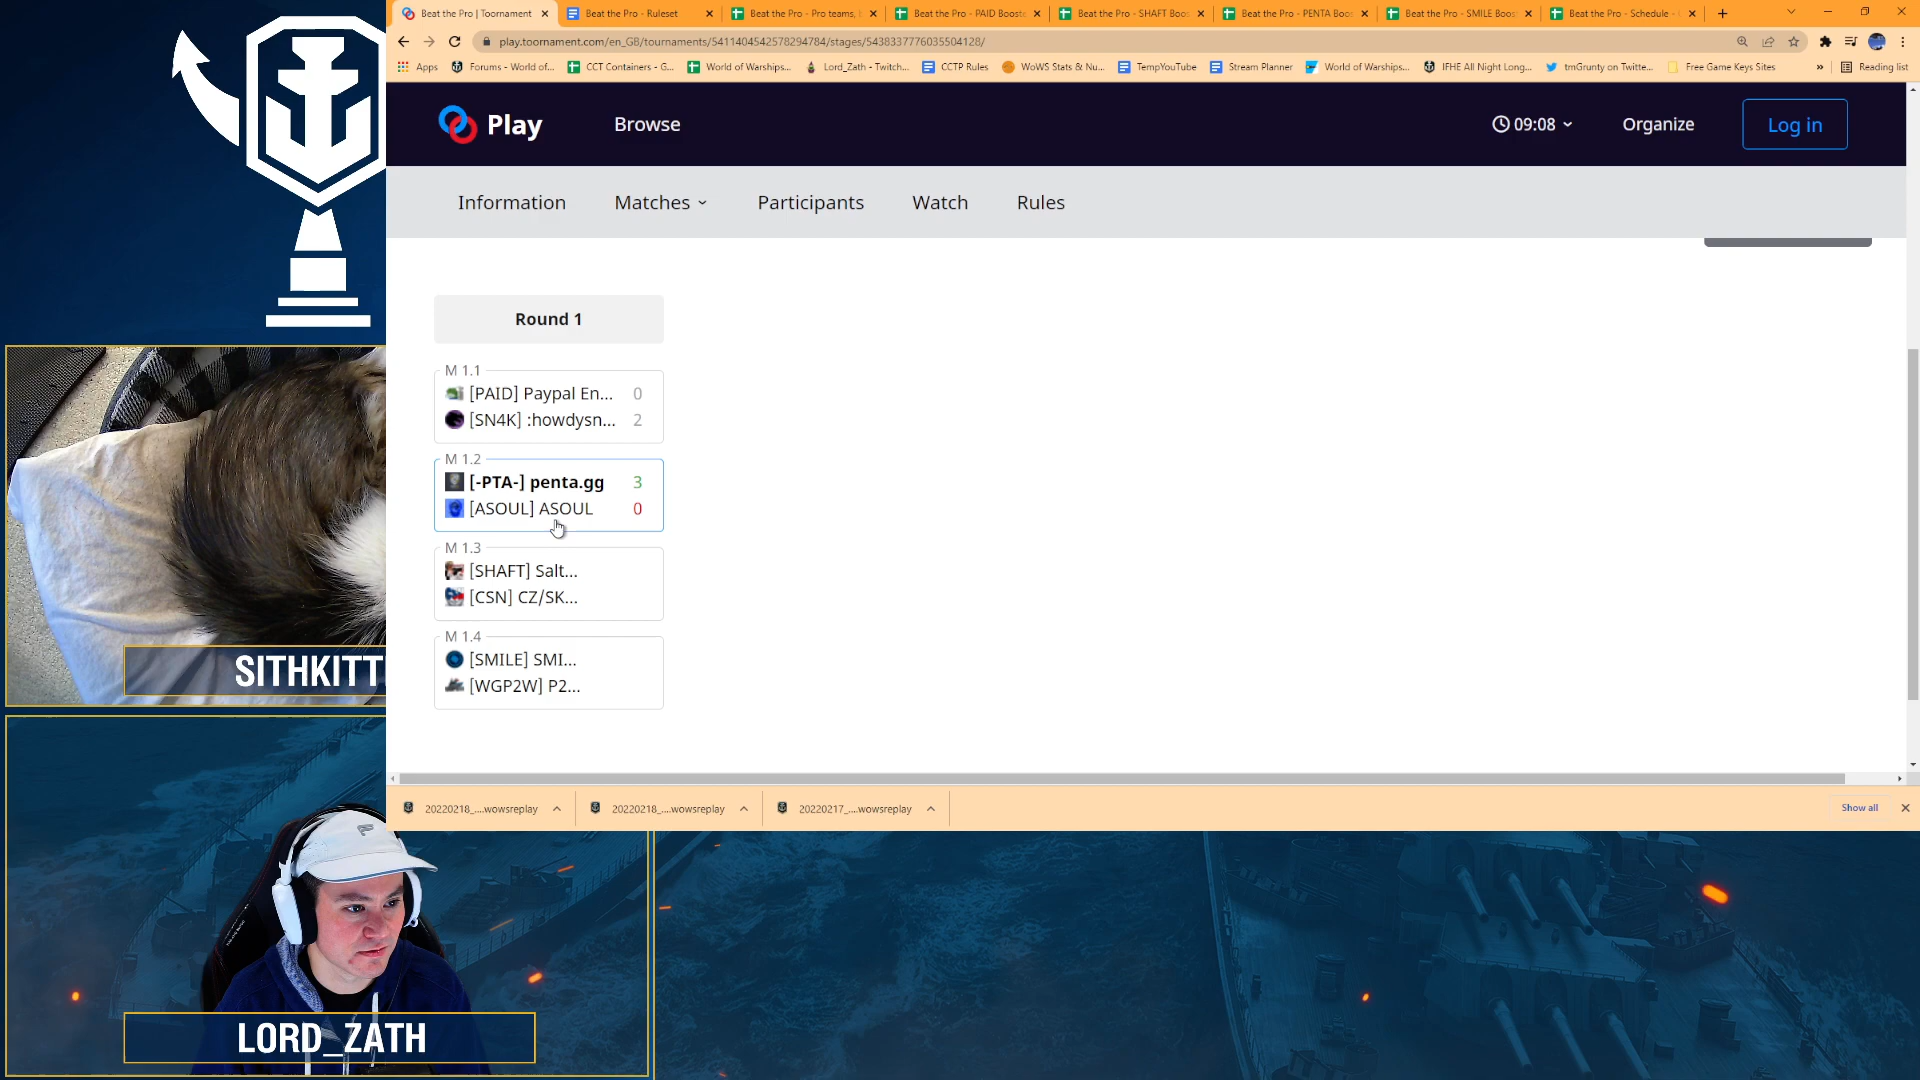 Beat the Pro | Toornament
Beat the Pro - Ruleset
Beat the Pro - Pro teams,
Beat the Pro - PAID Booste
Beat the Pro - SHAFT Boos
Beat the Pro - PENTA Boo
Beat the Pro - SMILE Boos
Beat the Pro - Schedule -
play.toornament.com/en_GB/tournaments/5411404542578294784/stages/5438337776035504128/
Apps
Forums - World of...
CCT Containers - G...
World of Warships...
Lord_Zath - Twitch...
CCTP Rules
WoWS Stats & Nu...
TempYouTube
Stream Planner
World of Warships...
IFHE All Night Long...
tmGrunty on Twitte...
Free Game Keys Sites
»
Reading list
Play
Browse
09:08
Organize
Log in
Information
Matches
Participants
Watch
Rules
Round 1
M 1.1
[PAID] Paypal En... 0
[SN4K] :howdysn... 2
M 1.2
[-PTA-] penta.gg 3
[ASOUL] ASOUL 0
M 1.3
[SHAFT] Salt...
[CSN] CZ/SK...
M 1.4
[SMILE] SMI...
[WGP2W] P2...
20220218_....wowsreplay
20220218_....wowsreplay
20220217_....wowsreplay
Show all
SITHKITT
LORD_ZATH